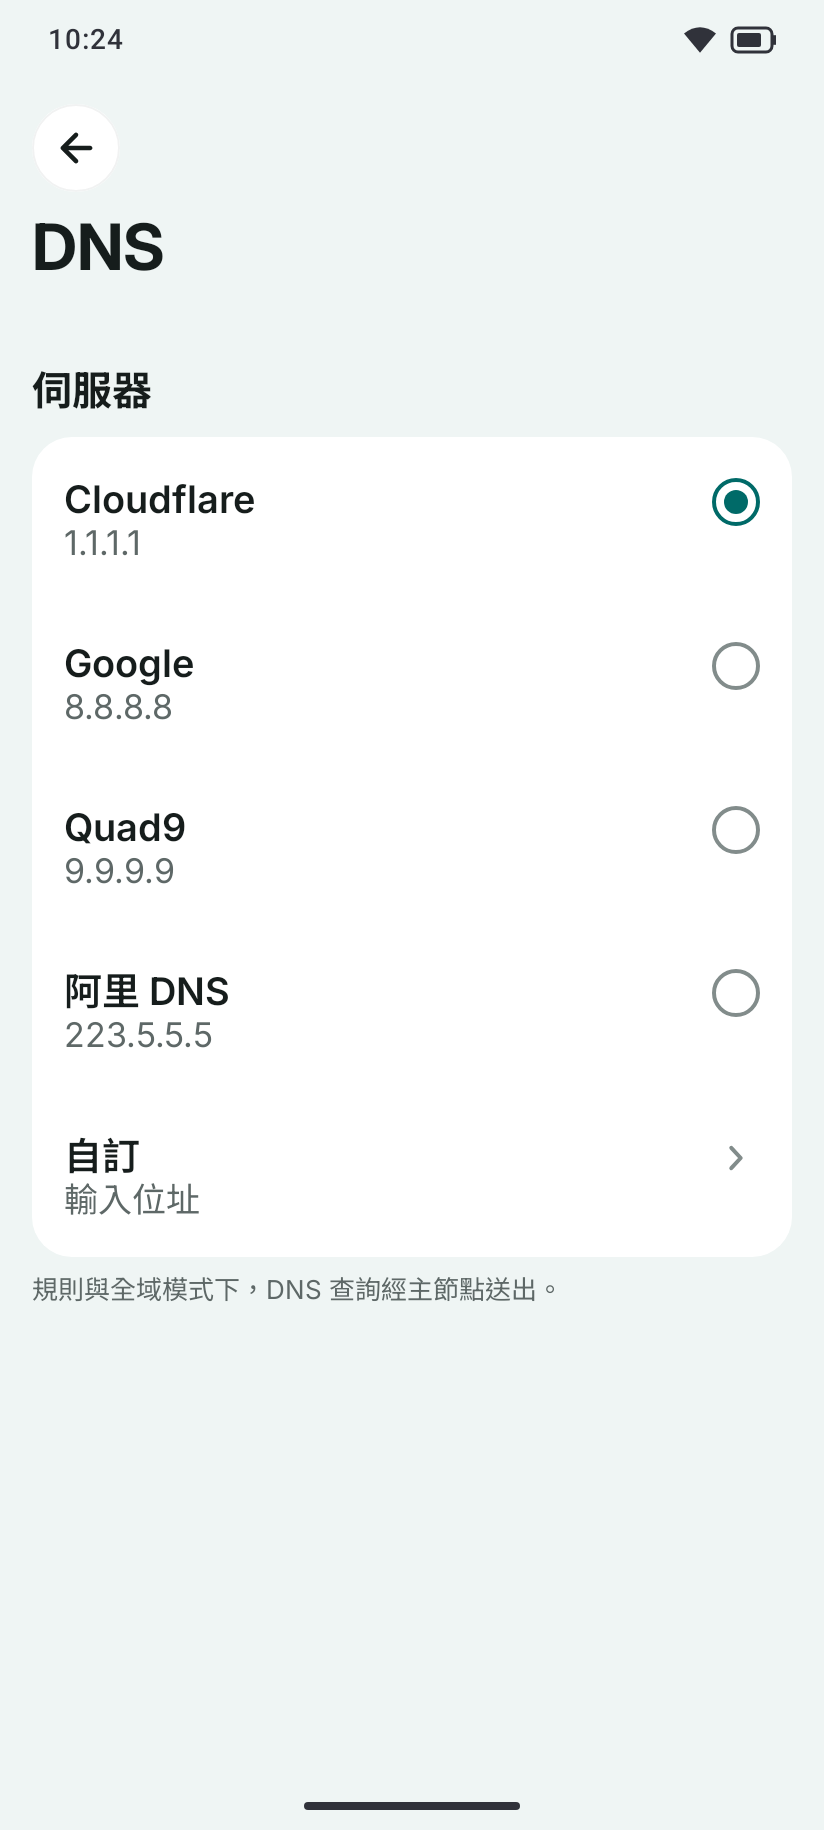 10:24
DNS
伺服器
Cloudflare
1.1.1.1
Google
8.8.8.8
Quad9
9.9.9.9
阿里 DNS
223.5.5.5
自訂
輸入位址
規則與全域模式下，DNS 查詢經主節點送出。